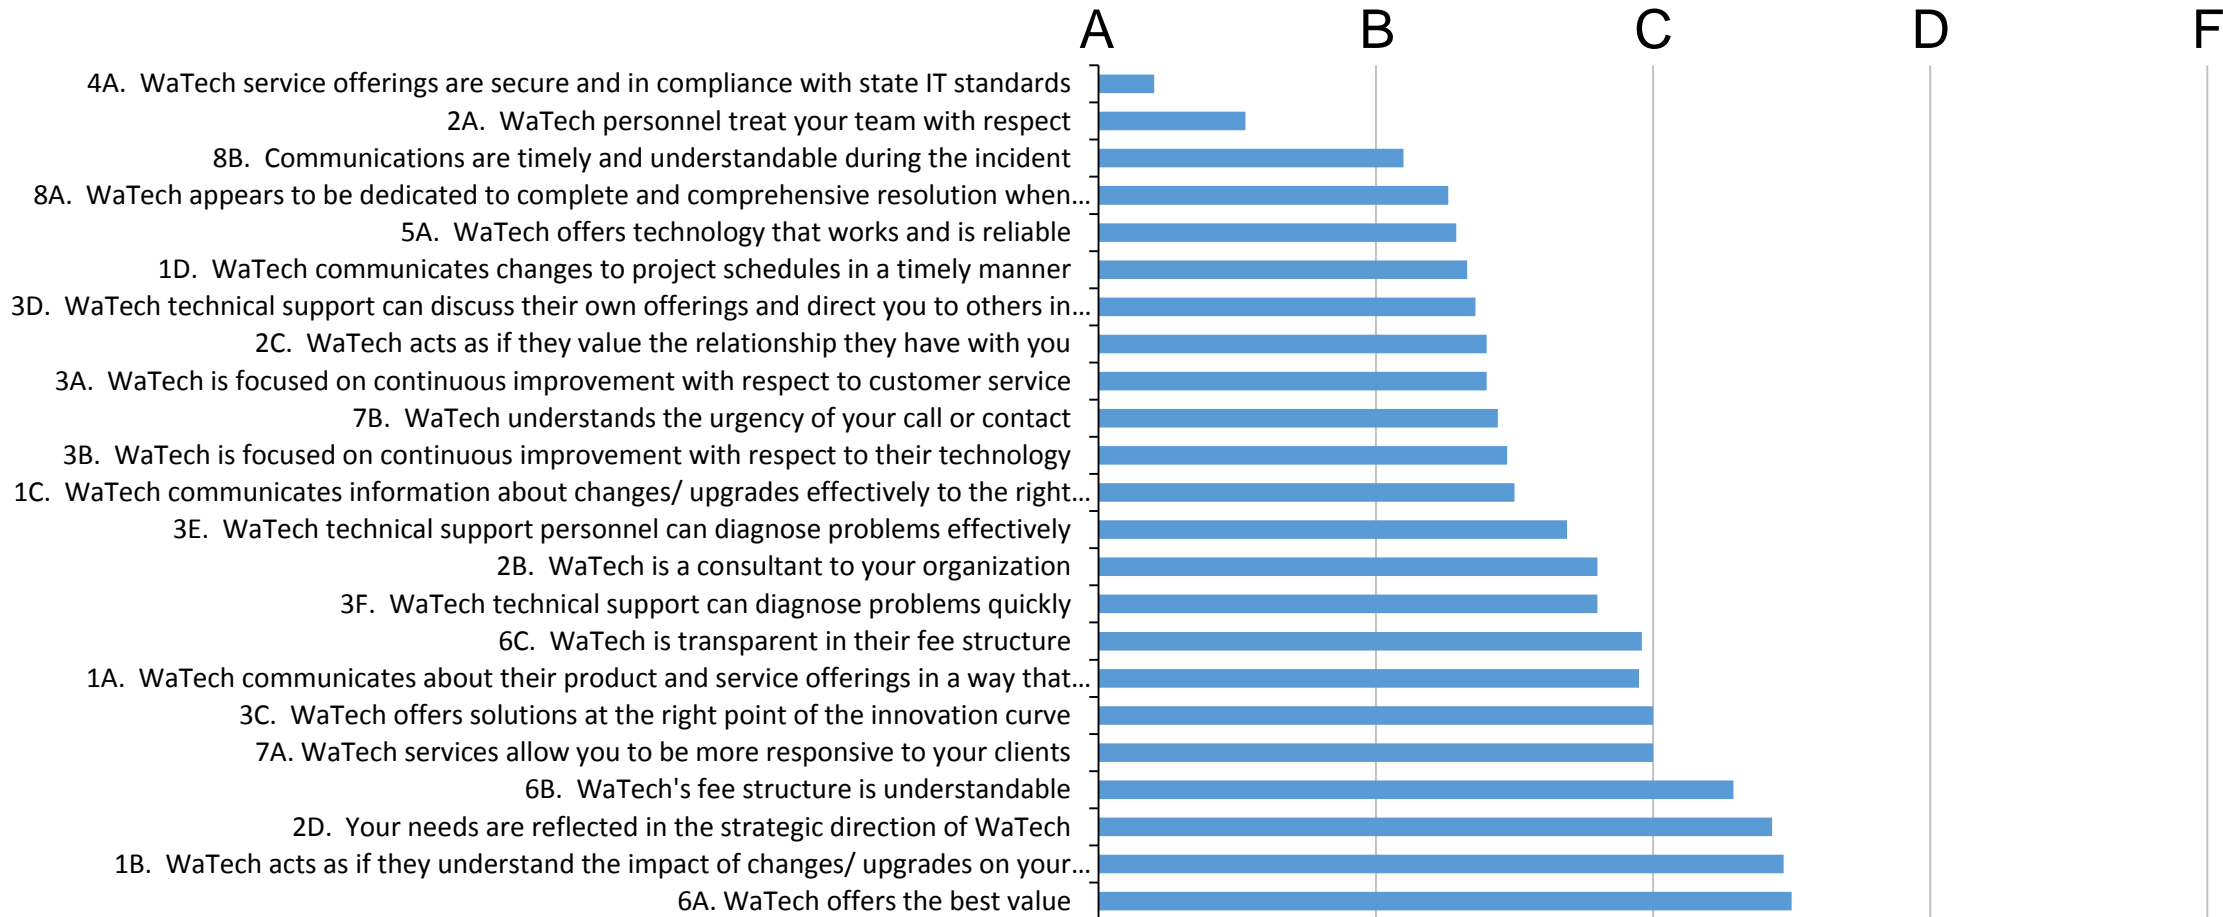 A B C D F
4A.  WaTech service offerings are secure and in compliance with state IT standards
2A.  WaTech personnel treat your team with respect
8B.  Communications are timely and understandable during the incident
8A.  WaTech appears to be dedicated to complete and comprehensive resolution when...
5A.  WaTech offers technology that works and is reliable
1D.  WaTech communicates changes to project schedules in a timely manner
3D.  WaTech technical support can discuss their own offerings and direct you to others in...
2C.  WaTech acts as if they value the relationship they have with you
3A.  WaTech is focused on continuous improvement with respect to customer service
7B.  WaTech understands the urgency of your call or contact
3B.  WaTech is focused on continuous improvement with respect to their technology
1C.  WaTech communicates information about changes/ upgrades effectively to the right...
3E.  WaTech technical support personnel can diagnose problems effectively
2B.  WaTech is a consultant to your organization
3F.  WaTech technical support can diagnose problems quickly
6C.  WaTech is transparent in their fee structure
1A.  WaTech communicates about their product and service offerings in a way that...
3C.  WaTech offers solutions at the right point of the innovation curve
7A. WaTech services allow you to be more responsive to your clients
6B.  WaTech's fee structure is understandable
2D.  Your needs are reflected in the strategic direction of WaTech
1B.  WaTech acts as if they understand the impact of changes/ upgrades on your...
6A. WaTech offers the best value